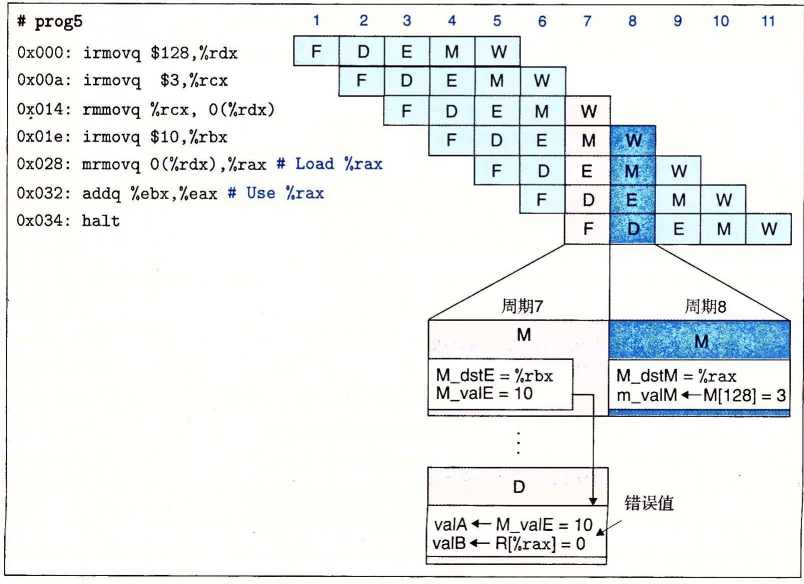 # prog5 1 2 3 4 5 6 7 8 9 10 11
0x000: irmovq $128,%rdx F D E M W
0x00a: irmovq $3,%rcx F D E M W
0x014: rmmovq %rcx, 0(%rdx) F D E M W
0x01e: irmovq $10,%rbx F D E M W
0x028: mrmovq 0(%rdx),%rax # Load %rax F D E M W
0x032: addq %ebx,%eax # Use %rax F D E M W
0x034: halt F D E M W
周期7 周期8
M M
M_dstE = %rbx M_dstM = %rax
M_valE = 10 m_valM ← M[128] = 3
⋮
D
错误值
valA ← M_valE = 10
valB ← R[%rax] = 0